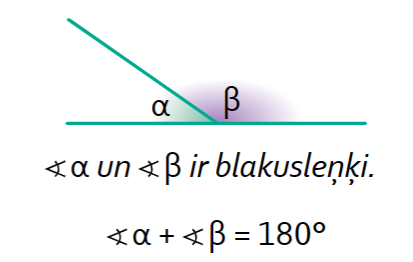 α β
∢ α un ∢ β ir blakusleņķi.
∢ α + ∢ β = 180°